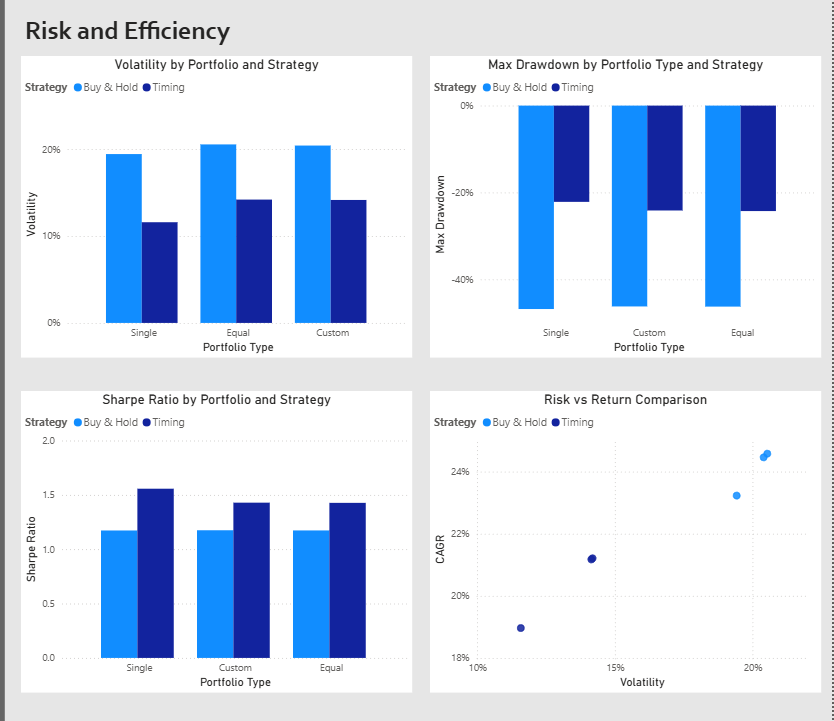 Risk and Efficiency
Volatility by Portfolio and Strategy
Strategy Buy & Hold Timing
20%
10%
0%
Volatility
Single Equal Custom
Portfolio Type
Max Drawdown by Portfolio Type and Strategy
Strategy Buy & Hold Timing
0%
-20%
-40%
Max Drawdown
Single Custom Equal
Portfolio Type
Sharpe Ratio by Portfolio and Strategy
Strategy Buy & Hold Timing
2.0
1.5
1.0
0.5
0.0
Sharpe Ratio
Single Custom Equal
Portfolio Type
Risk vs Return Comparison
Strategy Buy & Hold Timing
24%
22%
20%
18%
CAGR
10% 15% 20%
Volatility